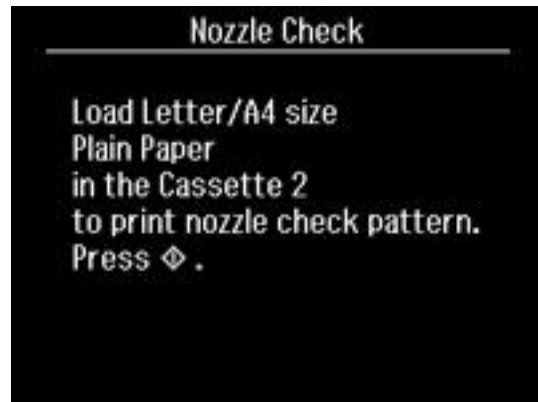 Nozzle Check
Load Letter/A4 size
Plain Paper
in the Cassette 2
to print nozzle check pattern.
Press ⟐ .